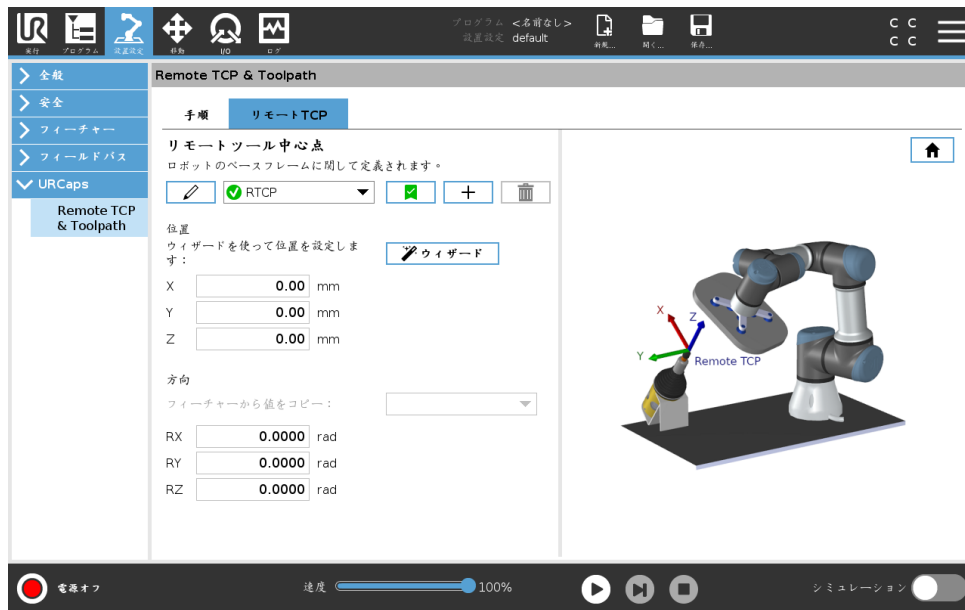 UR
プログラム <名前なし>
設置設定 default
実行 プログラム 設置設定 移動 I/O ログ 新規... 開く... 保存...
C C
C C
全般
安全
フィーチャー
フィールドバス
URCaps
Remote TCP
& Toolpath
Remote TCP & Toolpath
手順 リモートTCP
リモートツール中心点
ロボットのベースフレームに関して定義されます。
RTCP
位置
ウィザードを使って位置を設定しま
す:
ウィザード
X 0.00 mm
Y 0.00 mm
Z 0.00 mm
方向
フィーチャーから値をコピー:
RX 0.0000 rad
RY 0.0000 rad
RZ 0.0000 rad
X
Z
Y
Remote TCP
電源オフ 速度 100% シミュレーション